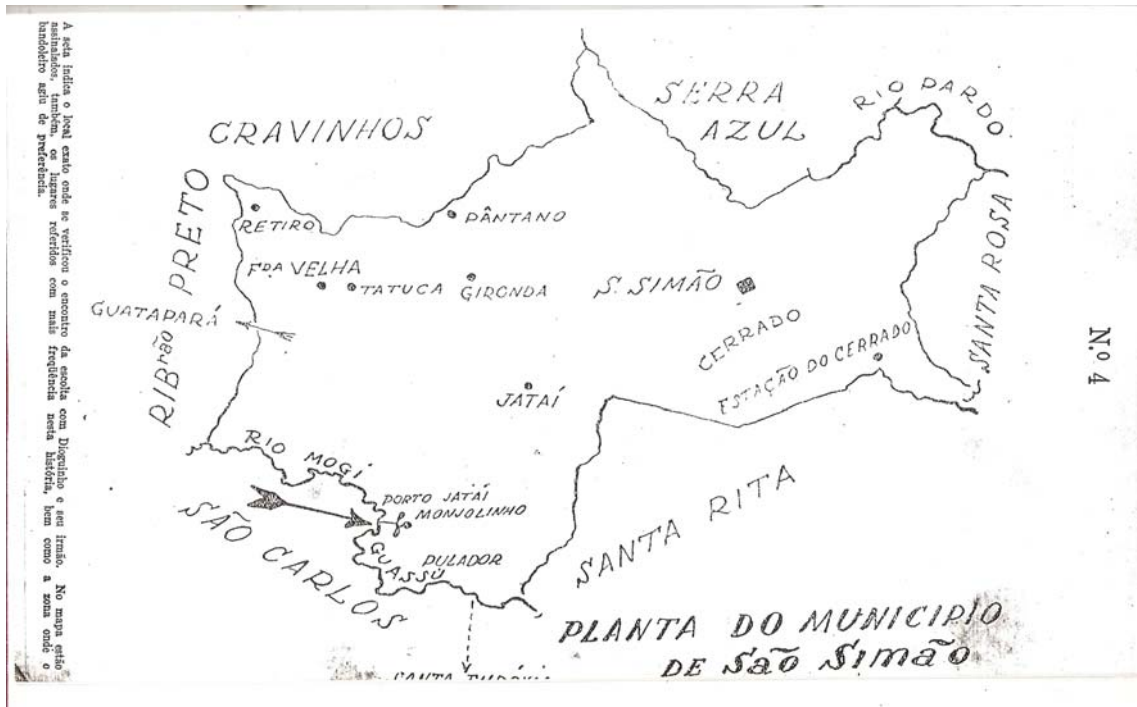 CRAVINHOS
SERRA
AZUL
RIO PARDO
RIBrão PRETO
RETIRO
PÂNTANO
SANTA ROSA
FDA VELHA
TATUCA
GIRONDA
S. SIMÃO
GUATAPARÁ
CERRADO
ESTAÇÃO DO CERRADO
JATAÍ
RIO MOGÍ
GUASSÚ
PORTO JATAÍ
MONJOLINHO
PULADOR
SÃO CARLOS
SANTA RITA
PLANTA DO MUNICIPIO
DE São Simão
N.º 4
A seta indica o local exato onde se verificou o encontro da escolta com Dioguinho e seu irmão. No mapa estão
assinalados, também, os lugares referidos com mais freqüência nesta história, bem como a zona onde o
bandoleiro agiu de preferência.